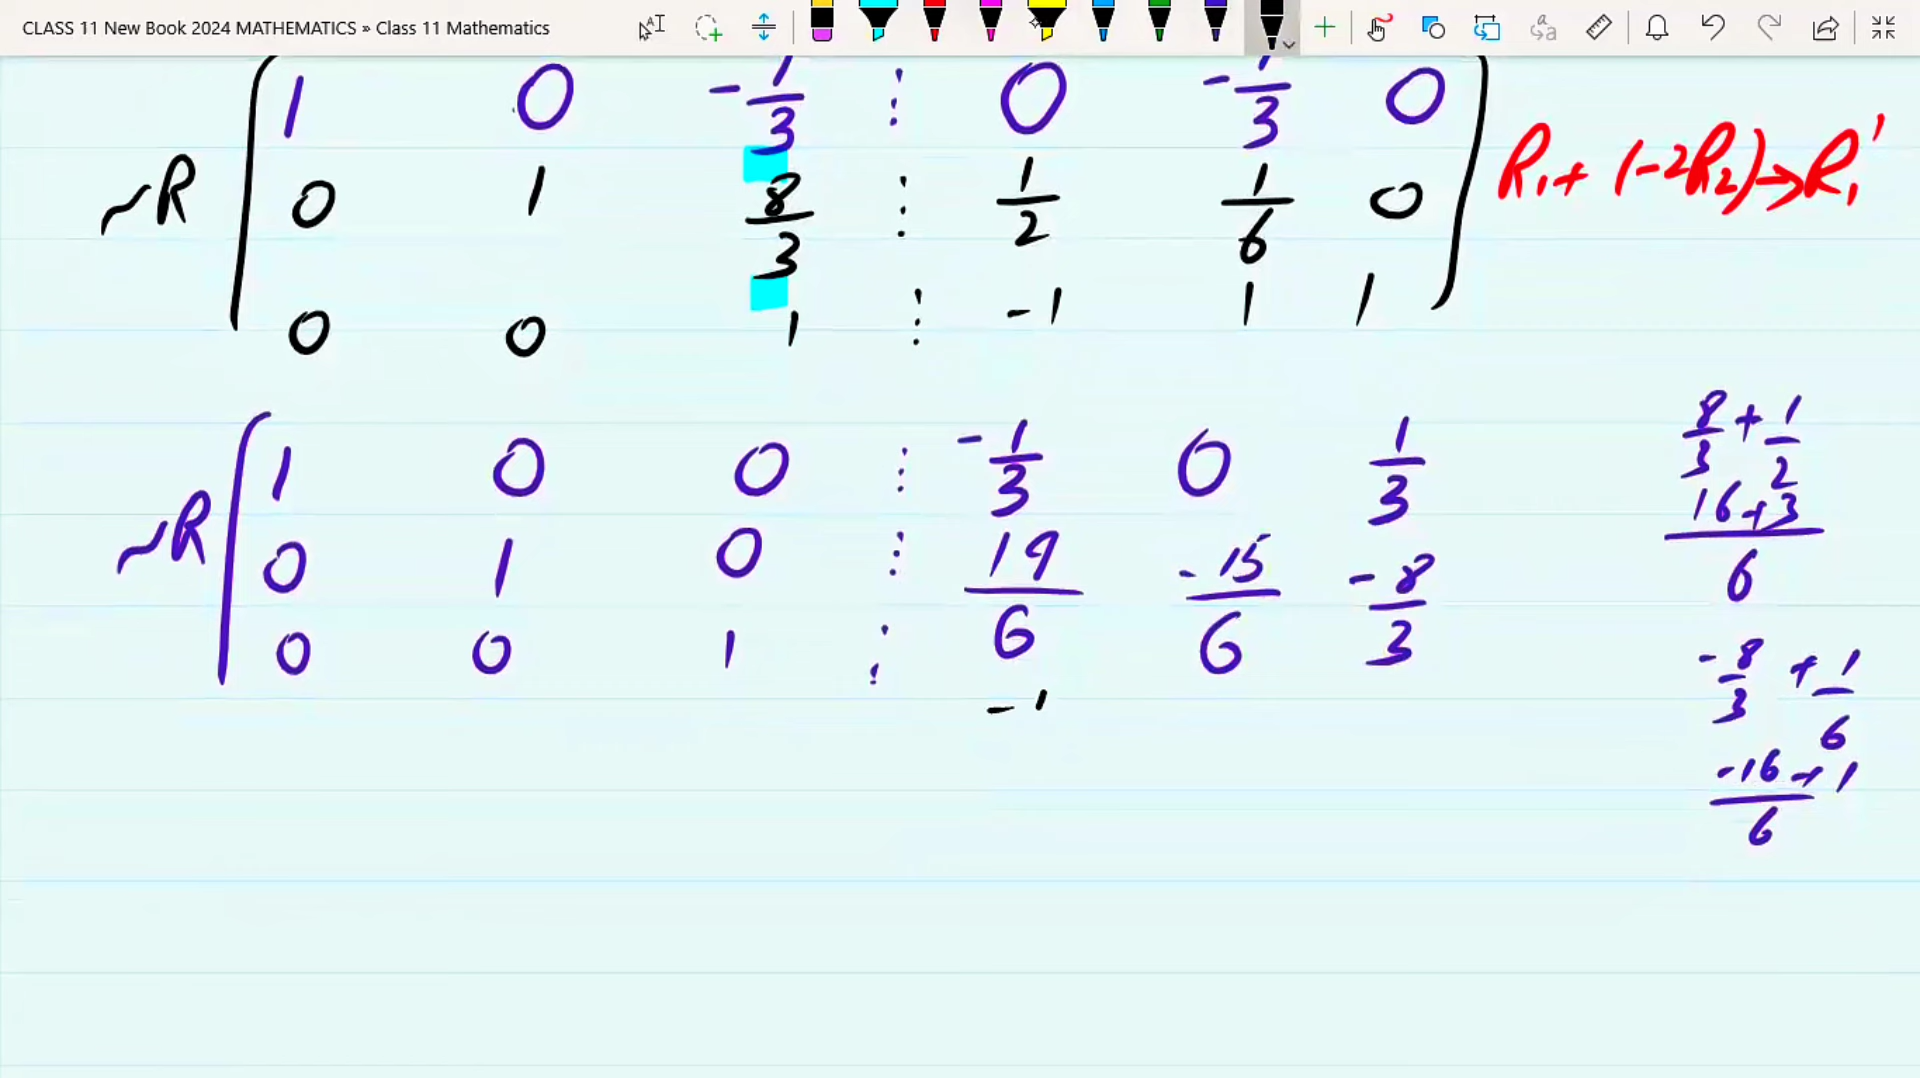 CLASS 11 New Book 2024 MATHEMATICS » Class 11 Mathematics
1 0 -1/3 ⋮ 0 -1/3 0
~R 0 1 8/3 ⋮ 1/2 1/6 0 R₁ + (-2R₂) → R₁'
0 0 1 ⋮ -1 1 1
~R 1 0 0 ⋮ -1/3 0 1/3
0 1 0 ⋮ 19/6 -15/6 -8/3
0 0 1 ⋮ -1
8/3 + 1/2
16+3/6
-8/3 + 1/6
-16+1/6